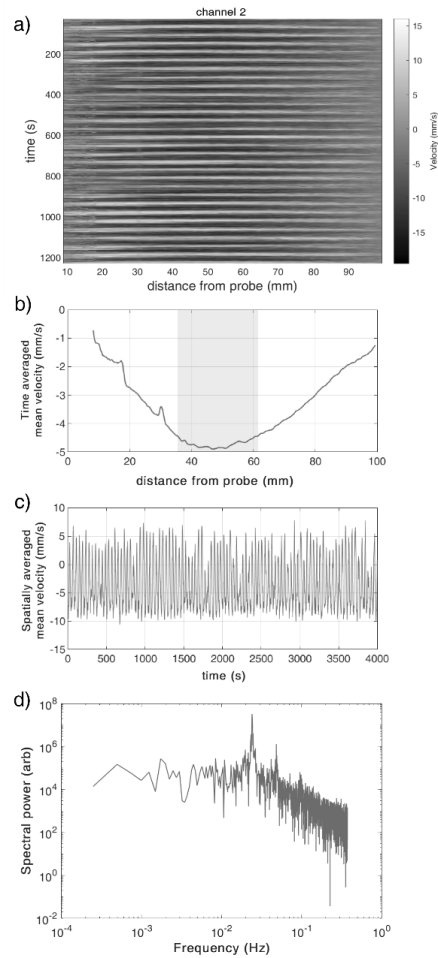 a)
channel 2
200
400
600
800
1000
1200
time (s)
10 20 30 40 50 60 70 80 90
distance from probe (mm)
15
10
5
0
-5
-10
-15
Velocity (mm/s)
b)
0
-1
-2
-3
-4
-5
Time averaged
mean velocity (mm/s)
0 20 40 60 80 100
distance from probe (mm)
c)
10
5
0
-5
-10
-15
Spatially averaged
mean velocity (mm/s)
0 500 1000 1500 2000 2500 3000 3500 4000
time (s)
d)
10^8
10^6
10^4
10^2
10^0
10^-2
Spectral power (arb)
10^-4 10^-3 10^-2 10^-1 10^0
Frequency (Hz)